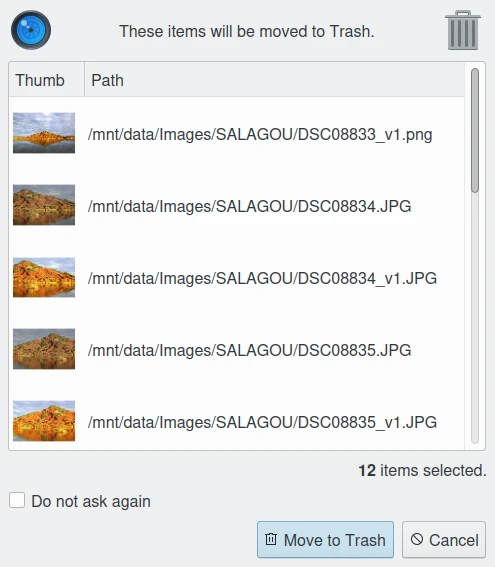 These items will be moved to Trash.
Thumb Path
/mnt/data/Images/SALAGOU/DSC08833_v1.png
/mnt/data/Images/SALAGOU/DSC08834.JPG
/mnt/data/Images/SALAGOU/DSC08834_v1.JPG
/mnt/data/Images/SALAGOU/DSC08835.JPG
/mnt/data/Images/SALAGOU/DSC08835_v1.JPG
12 items selected.
Do not ask again
Move to Trash Cancel